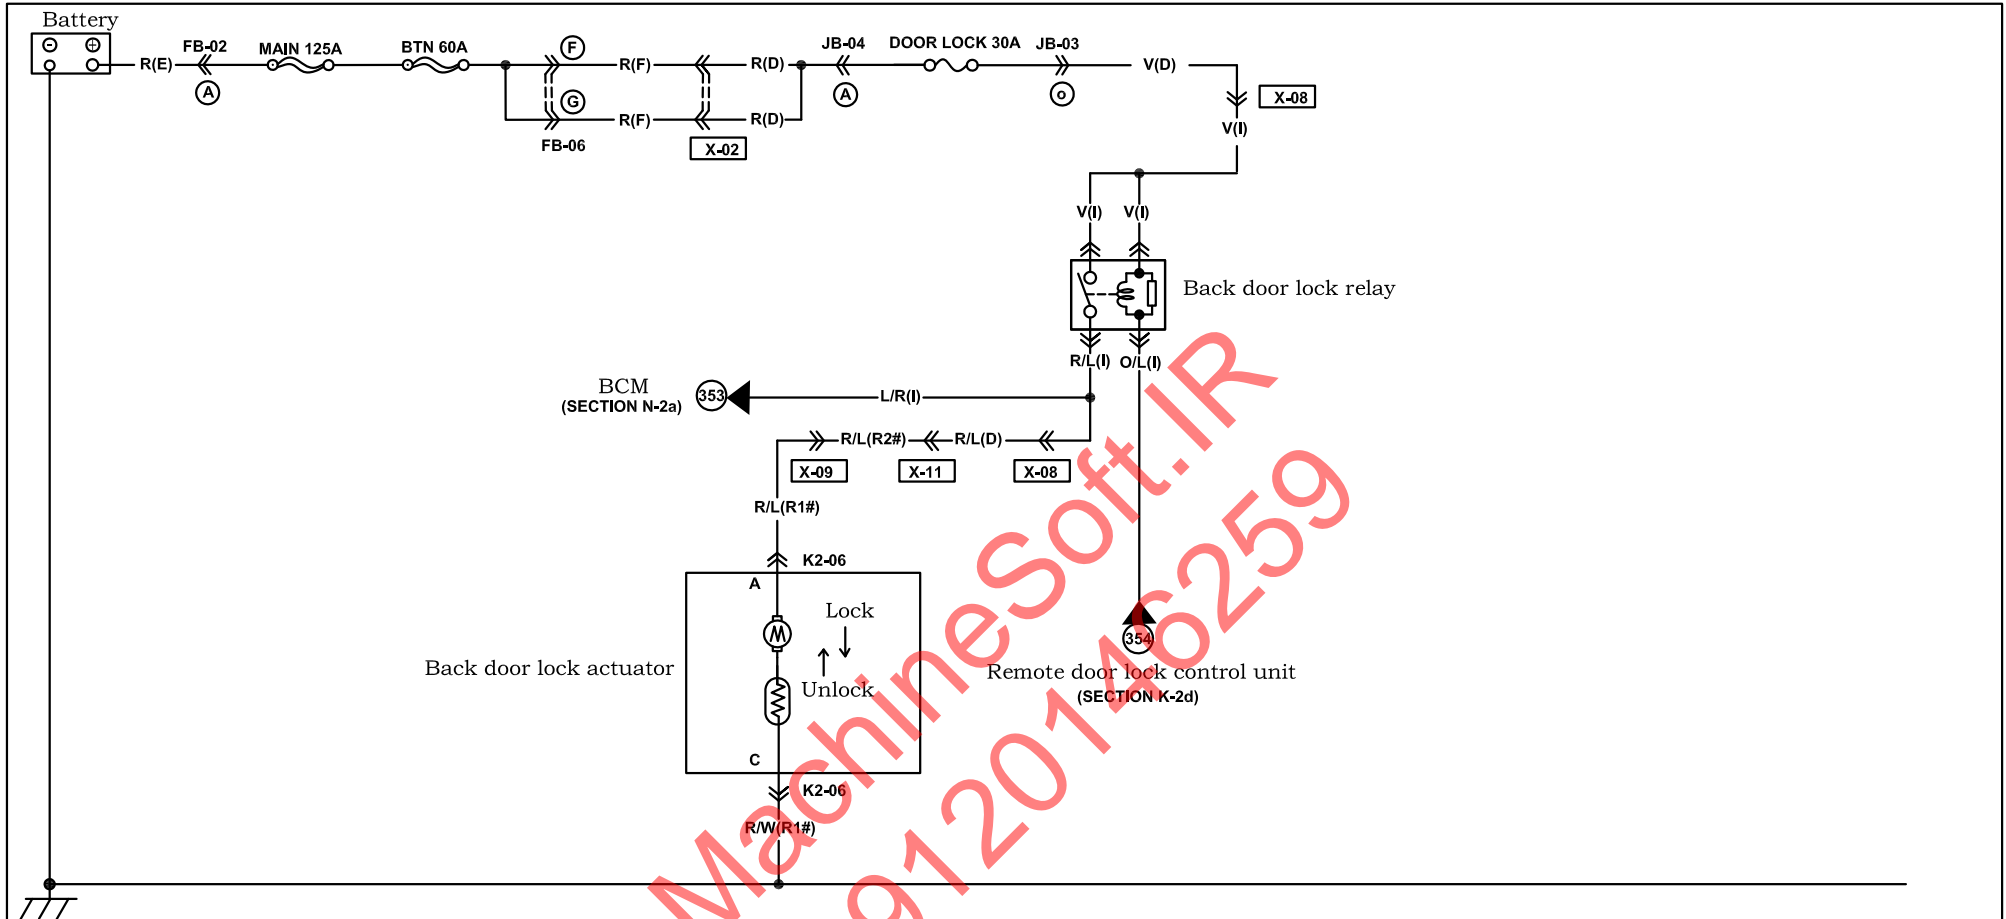 Battery
FB-02
MAIN 125A
BTN 60A
F
JB-04
DOOR LOCK 30A
JB-03
R(E)
R(F)
R(D)
V(D)
A
G
A
o
X-08
R(F)
R(D)
V(I)
FB-06
X-02
V(I)
V(I)
Back door lock relay
R/L(I)
O/L(I)
BCM
(SECTION N-2a)
353
L/R(I)
R/L(R2#)
R/L(D)
X-09
X-11
X-08
R/L(R1#)
K2-06
A
Lock
M
354
Back door lock actuator
Remote door lock control unit
Unlock
(SECTION K-2d)
C
K2-06
R/W(R1#)
MachineSoft.IR
9120146259